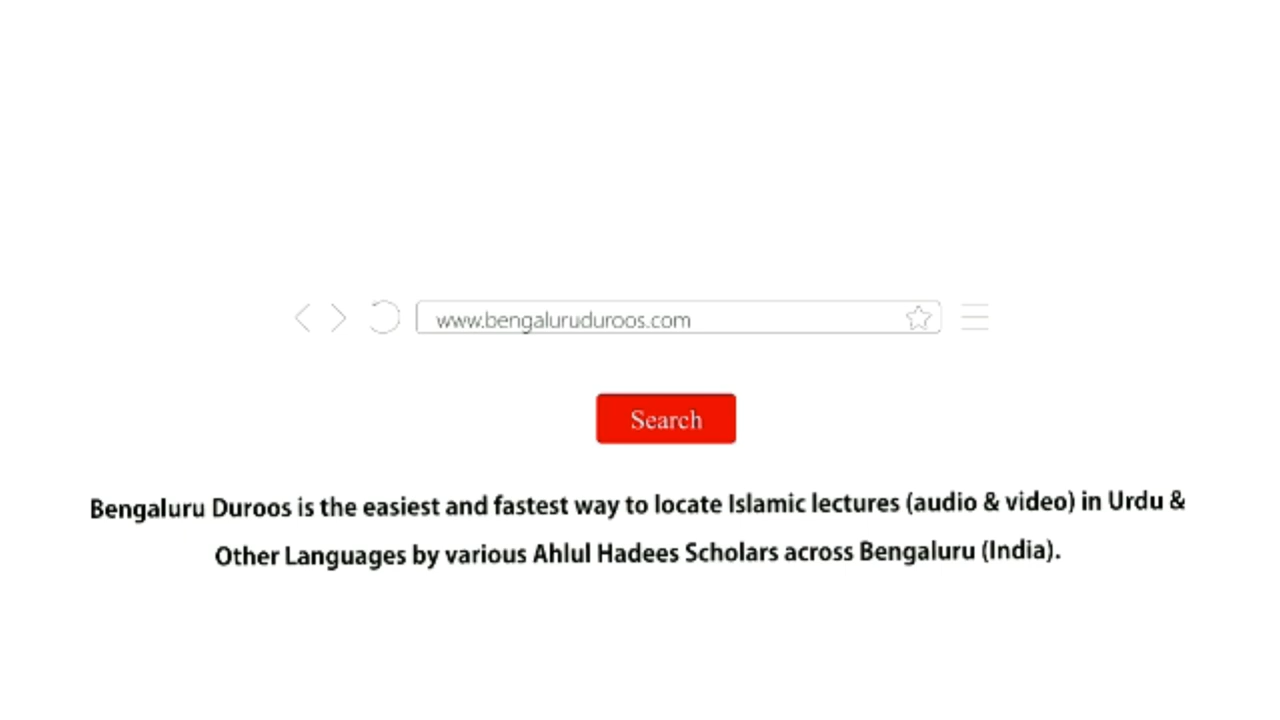 www.bengaluruduroos.com
Search
Bengaluru Duroos is the easiest and fastest way to locate Islamic lectures (audio & video) in Urdu &
Other Languages by various Ahlul Hadees Scholars across Bengaluru (India).